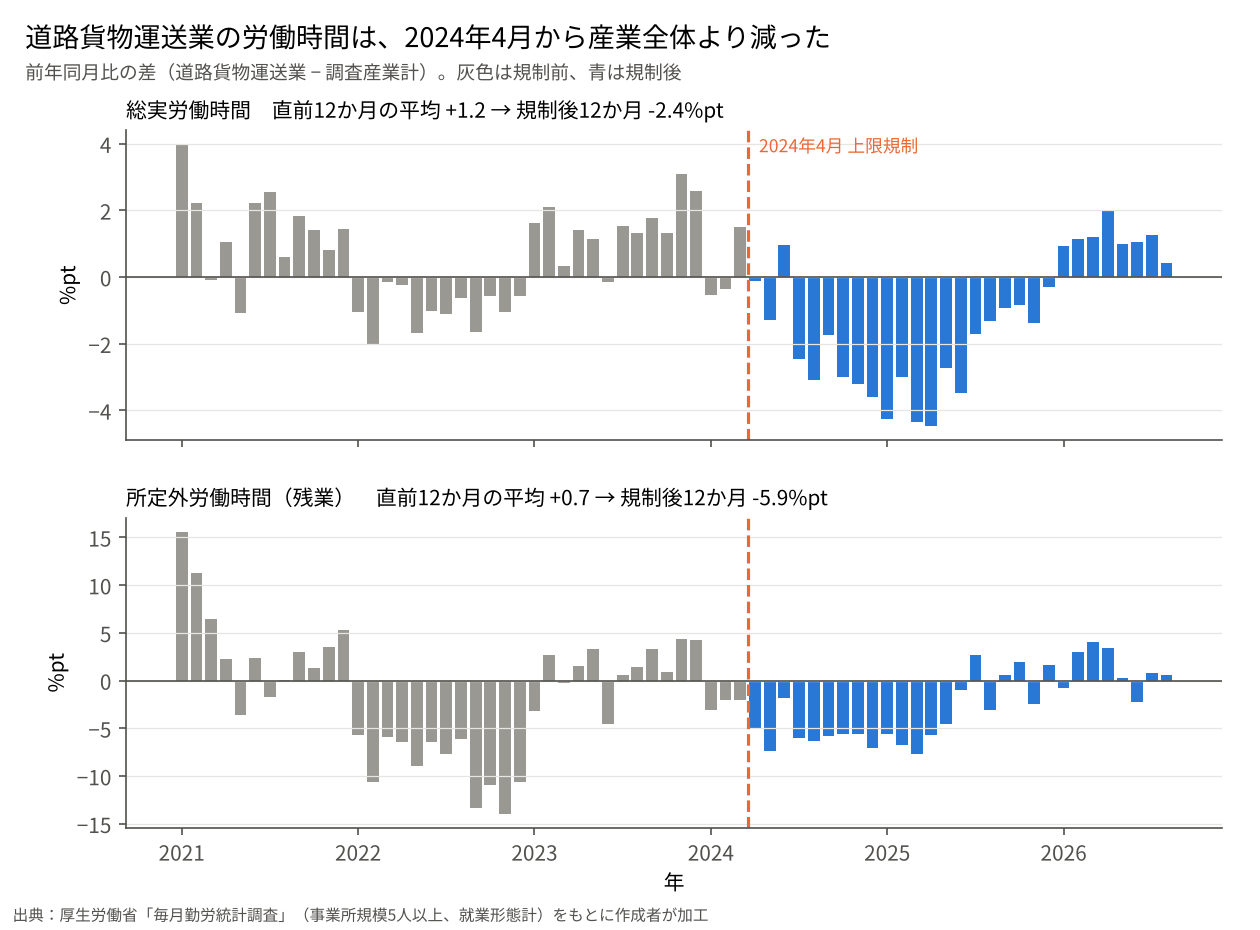 道路貨物運送業の労働時間は、2024年4月から産業全体より減った
前年同月比の差（道路貨物運送業 − 調査産業計）。灰色は規制前、青は規制後
総実労働時間　直前12か月の平均 +1.2 → 規制後12か月 -2.4%pt
2024年4月 上限規制
4
2
0
−2
−4
%pt
所定外労働時間（残業）　直前12か月の平均 +0.7 → 規制後12か月 -5.9%pt
15
10
5
0
−5
−10
−15
%pt
2021 2022 2023 2024 2025 2026
年
出典：厚生労働省「毎月勤労統計調査」（事業所規模5人以上、就業形態計）をもとに作成者が加工